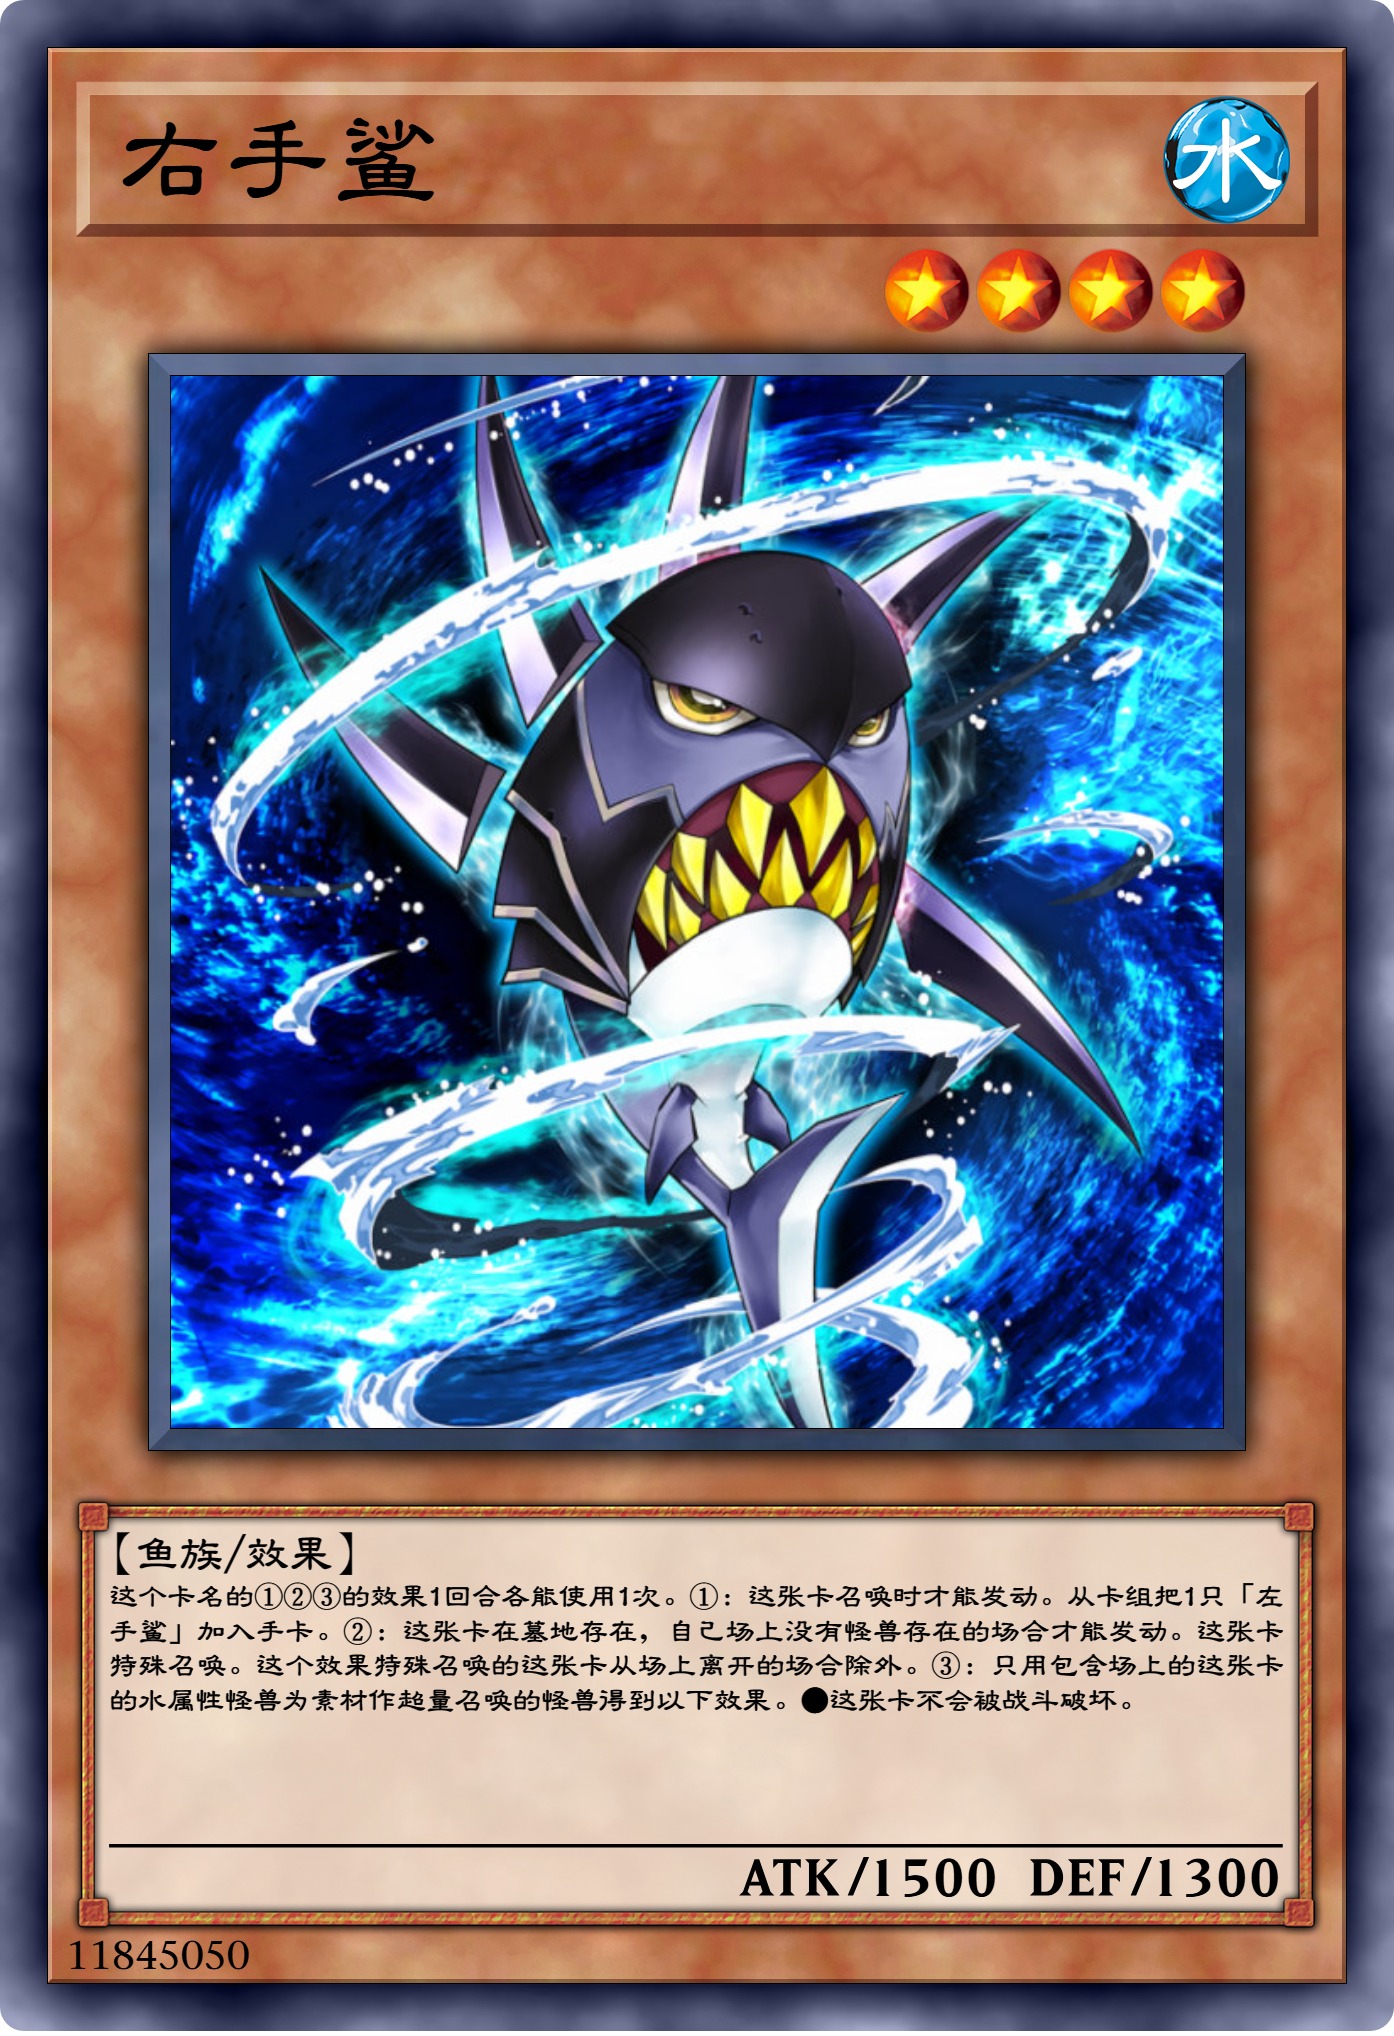 右手鲨
水
【鱼族/效果】
这个卡名的①②③的效果1回合各能使用1次。①：这张卡召唤时才能发动。从卡组把1只「左
手鲨」加入手卡。②：这张卡在墓地存在，自己场上没有怪兽存在的场合才能发动。这张卡
特殊召唤。这个效果特殊召唤的这张卡从场上离开的场合除外。③：只用包含场上的这张卡
的水属性怪兽为素材作超量召唤的怪兽得到以下效果。●这张卡不会被战斗破坏。
ATK/1500 DEF/1300
11845050